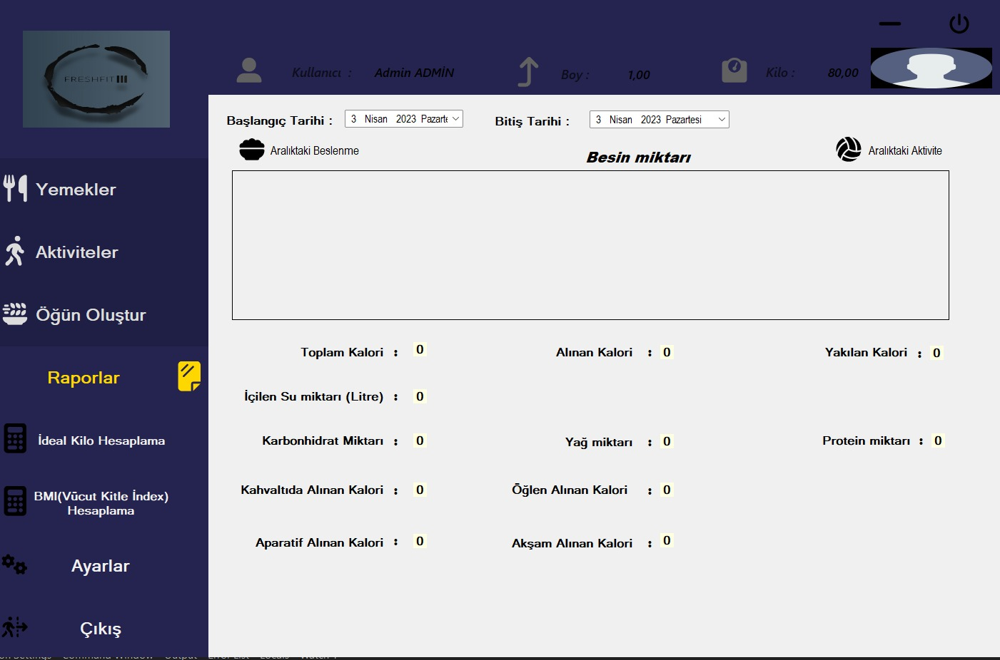 FRESHFIT
Kullanıcı : Admin ADMİN
Boy : 1,00
Kilo : 80,00
Başlangıç Tarihi : 3 Nisan 2023 Pazarte
Bitiş Tarihi : 3 Nisan 2023 Pazartesi
Aralıktaki Beslenme
Besin miktarı
Aralıktaki Aktivite
Yemekler
Aktiviteler
Öğün Oluştur
Raporlar
İdeal Kilo Hesaplama
BMI(Vücut Kitle İndex)
Hesaplama
Ayarlar
Çıkış
Toplam Kalori : 0
Alınan Kalori : 0
Yakılan Kalori : 0
İçilen Su miktarı (Litre) : 0
Karbonhidrat Miktarı : 0
Yağ miktarı : 0
Protein miktarı : 0
Kahvaltıda Alınan Kalori : 0
Öğlen Alınan Kalori : 0
Aparatif Alınan Kalori : 0
Akşam Alınan Kalori : 0